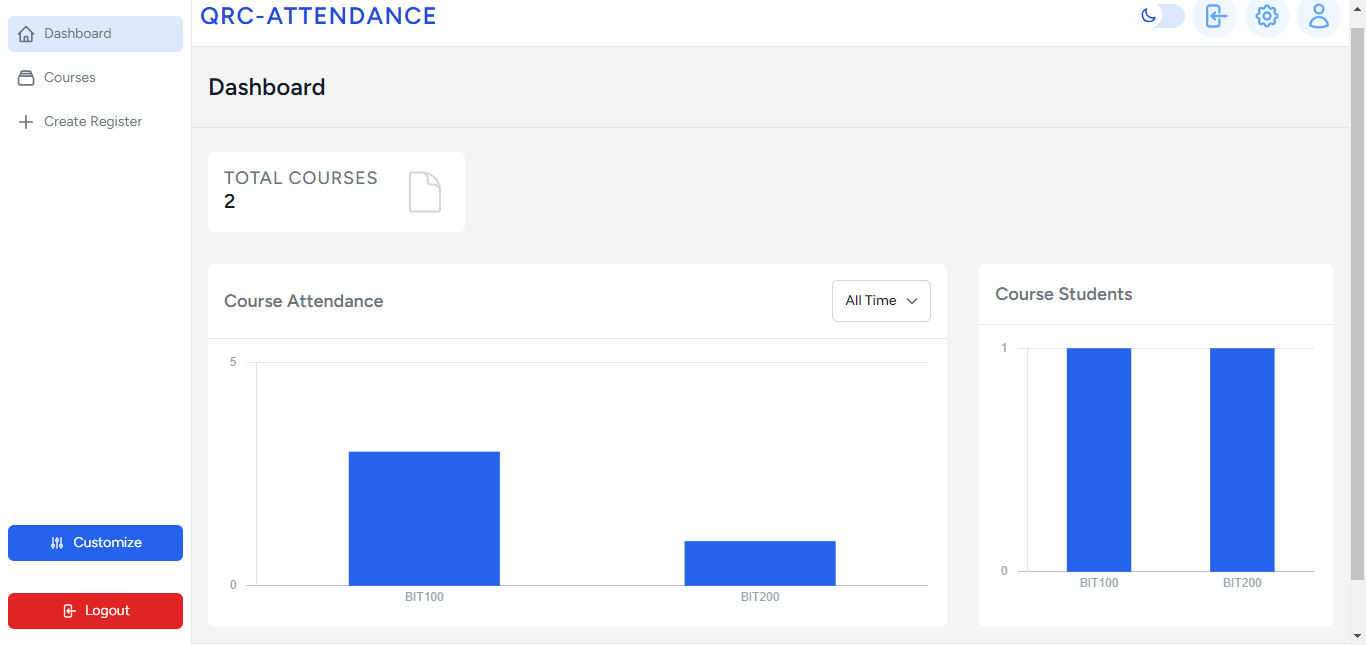 QRC-ATTENDANCE
Dashboard
Courses
Create Register
Customize
Logout
Dashboard
TOTAL COURSES
2
Course Attendance
All Time
5
0
BIT100
BIT200
Course Students
1
0
BIT100
BIT200